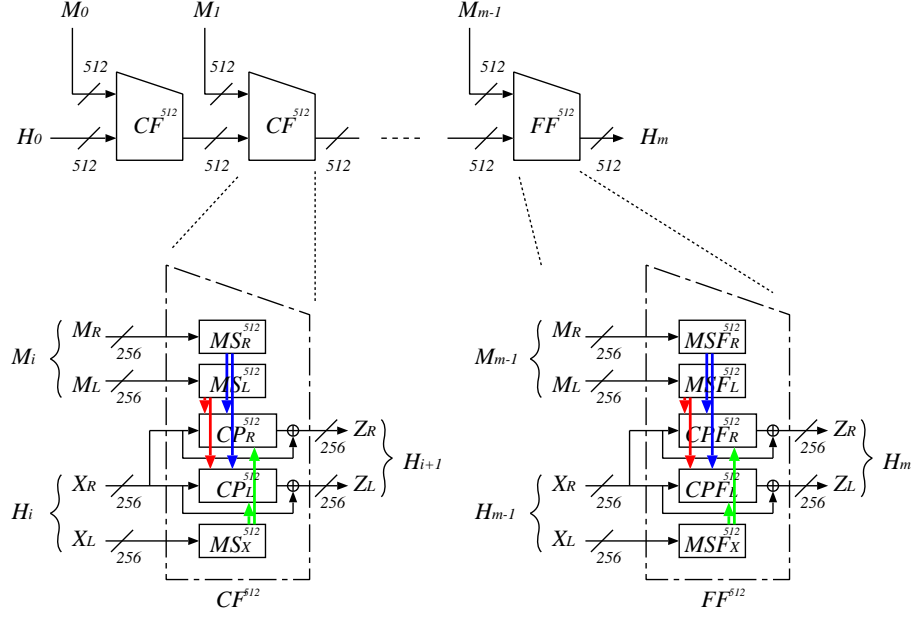 M0 M1 Mm-1
512 512 512
CF512 CF512 FF512
H0 ---- Hm
512 512 512 512 512
MR MSR512 MR MSFR512
256 256
Mi Mm-1
ML MSL512 ML MSFL512
256 256
CPR512 ZR CPFR512 ZR
256 256
Hi+1 Hm
XR CPL512 ZL XR CPFL512 ZL
256 256 256 256
Hi Hm-1
XL MSX512 XL MSFX512
256 256
CF512 FF512